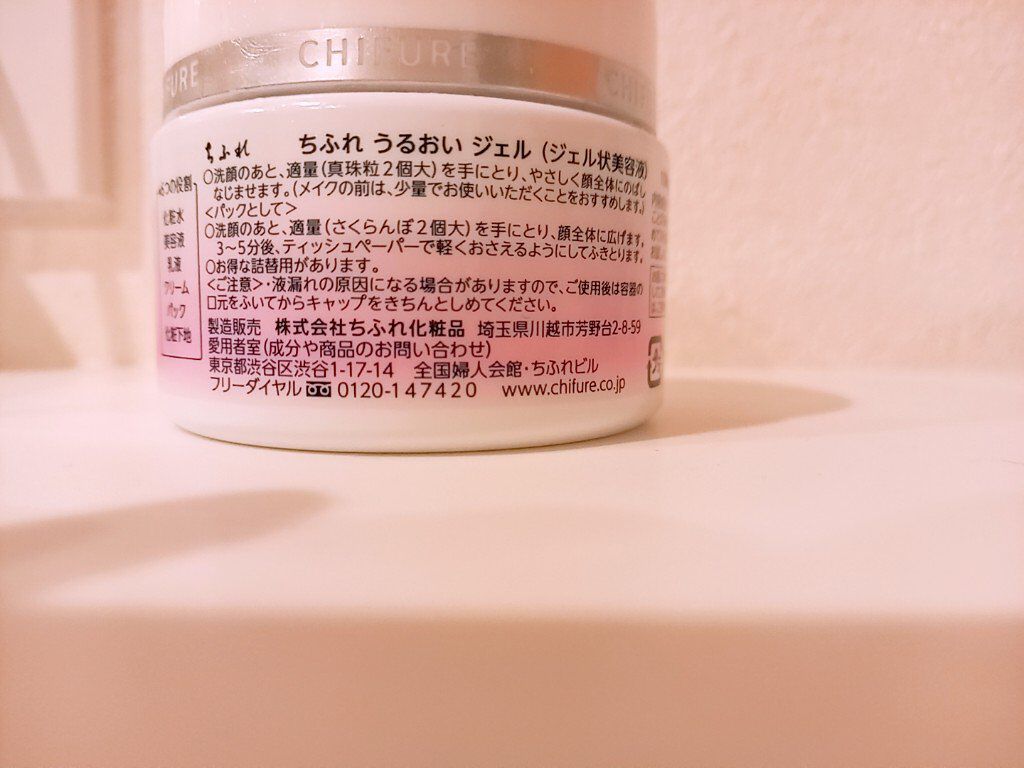 CHIFURE
ちふれ
ちふれ うるおい ジェル (ジェル状美容液)
○洗顔のあと、適量(真珠粒2個大)を手にとり、やさしく顔全体にのばし
なじませます。(メイクの前は、少量でお使いいただくことをおすすめします。)
<パックとして>
○洗顔のあと、適量(さくらんぼ2個大)を手にとり、顔全体に広げます。
3〜5分後、ティッシュペーパーで軽くおさえるようにしてふきとります。
○お得な詰替用があります。
<ご注意>・液漏れの原因になる場合がありますので、ご使用後は容器の
口元をふいてからキャップをきちんとしめてください。
製造販売 株式会社ちふれ化粧品 埼玉県川越市芳野台2-8-59
愛用者室(成分や商品のお問い合わせ)
東京都渋谷区渋谷1-17-14 全国婦人会館・ちふれビル
フリーダイヤル 0120-147420 www.chifure.co.jp
6つの役割
化粧水
美容液
乳液
クリーム
パック
化粧下地